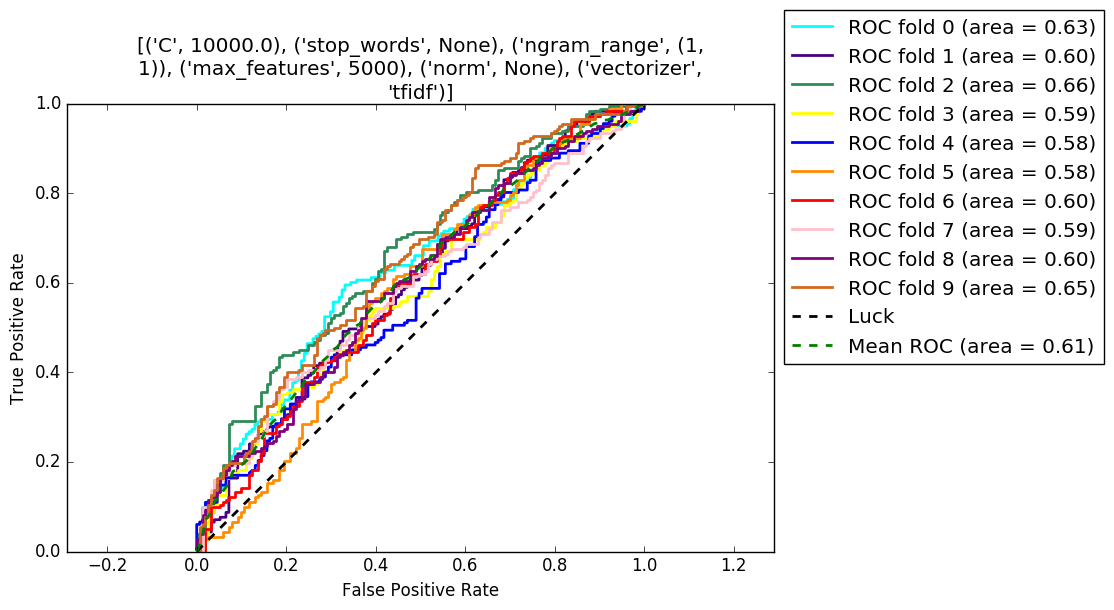 [('C', 10000.0), ('stop_words', None), ('ngram_range', (1,
1)), ('max_features', 5000), ('norm', None), ('vectorizer',
'tfidf')]
1.0
0.8
0.6
0.4
0.2
0.0
True Positive Rate
−0.2 0.0 0.2 0.4 0.6 0.8 1.0 1.2
False Positive Rate
ROC fold 0 (area = 0.63)
ROC fold 1 (area = 0.60)
ROC fold 2 (area = 0.66)
ROC fold 3 (area = 0.59)
ROC fold 4 (area = 0.58)
ROC fold 5 (area = 0.58)
ROC fold 6 (area = 0.60)
ROC fold 7 (area = 0.59)
ROC fold 8 (area = 0.60)
ROC fold 9 (area = 0.65)
Luck
Mean ROC (area = 0.61)